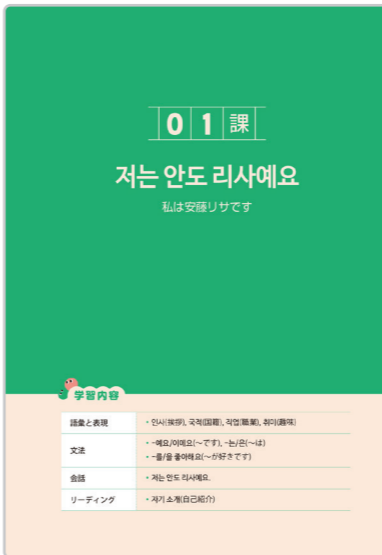 01課
저는 안도 리사예요
私は安藤リサです
学習内容
語彙と表現 • 인사(挨拶), 국적(国籍), 직업(職業), 취미(趣味)
文法 • -예요/이에요(〜です), -는/은(〜は)
• -를/을 좋아해요(〜が好きです)
会話 • 저는 안도 리사예요.
リーディング • 자기 소개(自己紹介)